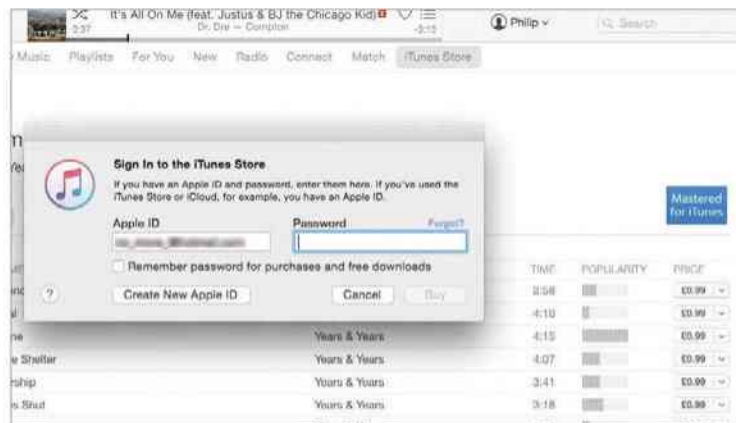 It's All On Me (feat. Justus & BJ the Chicago Kid)
Dr. Dre — Compton
2:37
-3:13
Philip
Search
Music Playlists For You New Radio Connect Match iTunes Store
Sign In to the iTunes Store
If you have an Apple ID and password, enter them here. If you've used the
iTunes Store or iCloud, for example, you have an Apple ID.
Apple ID Password Forgot?
Remember password for purchases and free downloads
? Create New Apple ID Cancel Buy
Mastered
for iTunes
TIME POPULARITY PRICE
3:58 £0.99
4:10 £0.99
Years & Years 4:15 £0.99
Shelter Years & Years 4:07 £0.99
Years & Years 3:41 £0.99
Shut Years & Years 3:18 £0.99